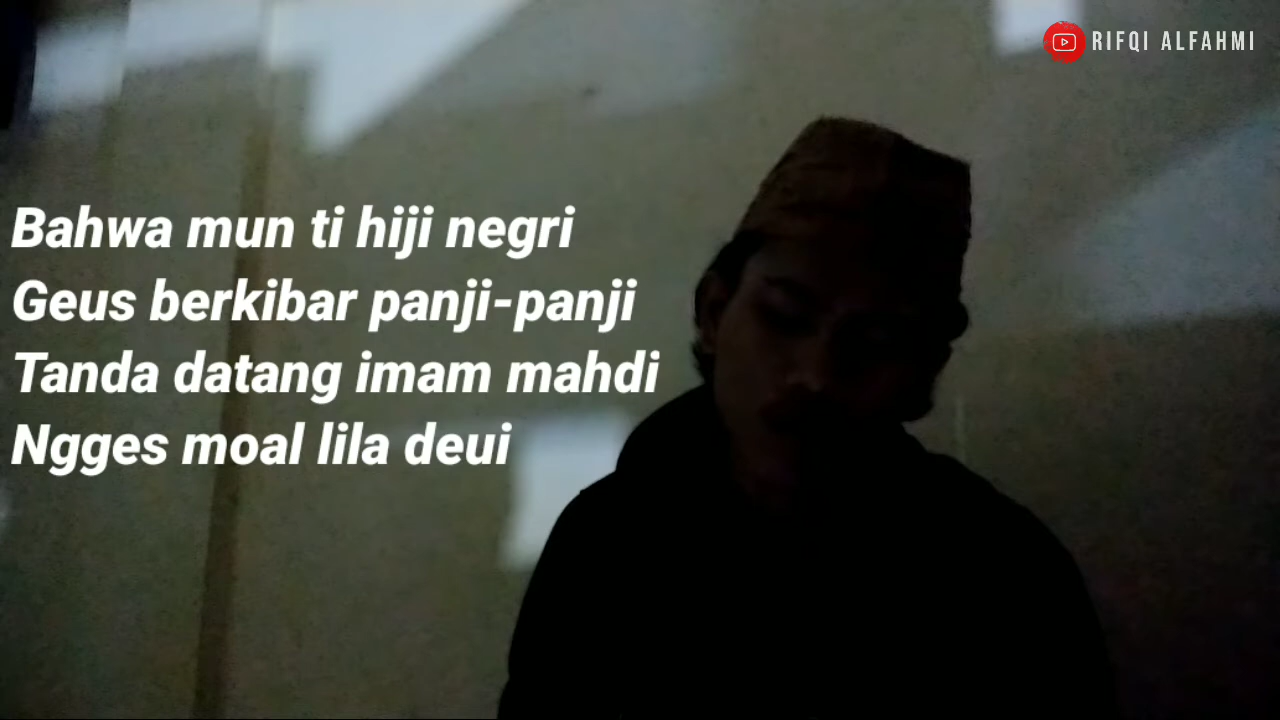 RIFQI ALFAHMI
Bahwa mun ti hiji negri
Geus berkibar panji-panji
Tanda datang imam mahdi
Ngges moal lila deui